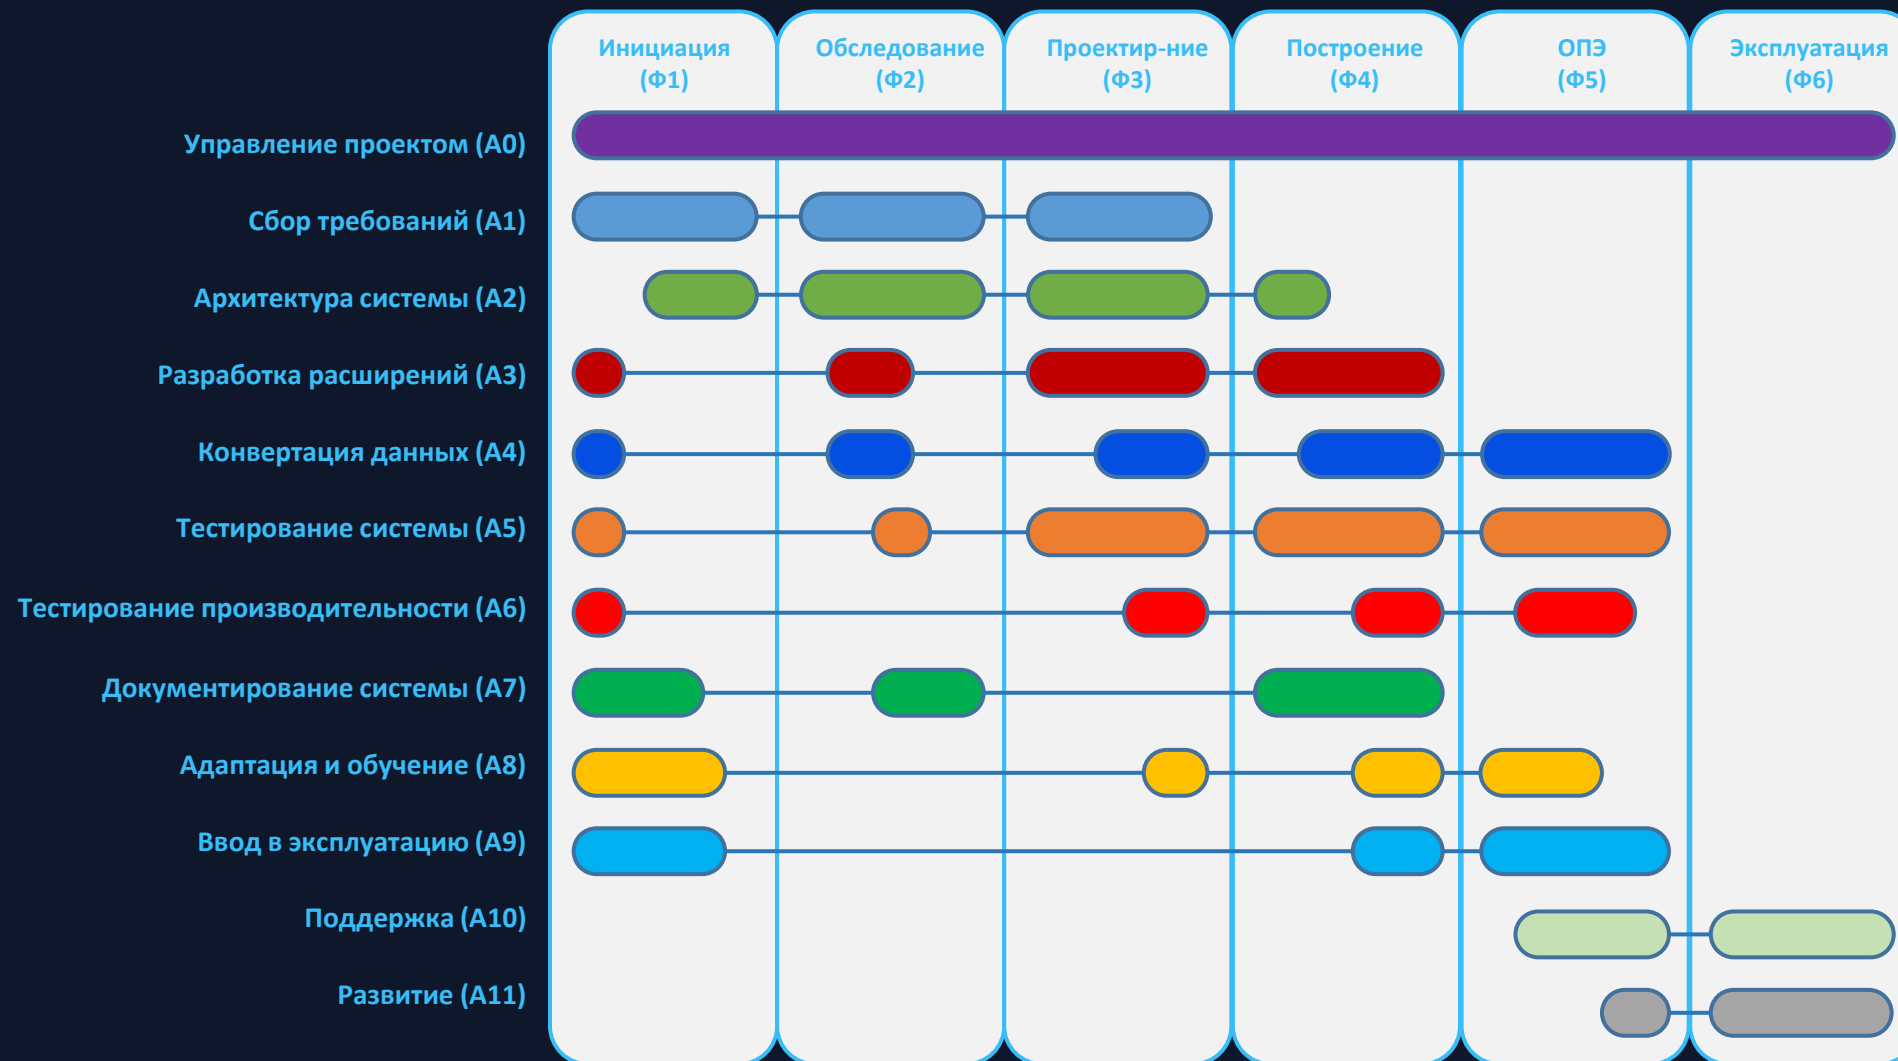 Инициация
(Ф1)
Обследование
(Ф2)
Проектир-ние
(Ф3)
Построение
(Ф4)
ОПЭ
(Ф5)
Эксплуатация
(Ф6)
Управление проектом (А0)
Сбор требований (А1)
Архитектура системы (А2)
Разработка расширений (А3)
Конвертация данных (А4)
Тестирование системы (А5)
Тестирование производительности (А6)
Документирование системы (А7)
Адаптация и обучение (А8)
Ввод в эксплуатацию (А9)
Поддержка (А10)
Развитие (А11)